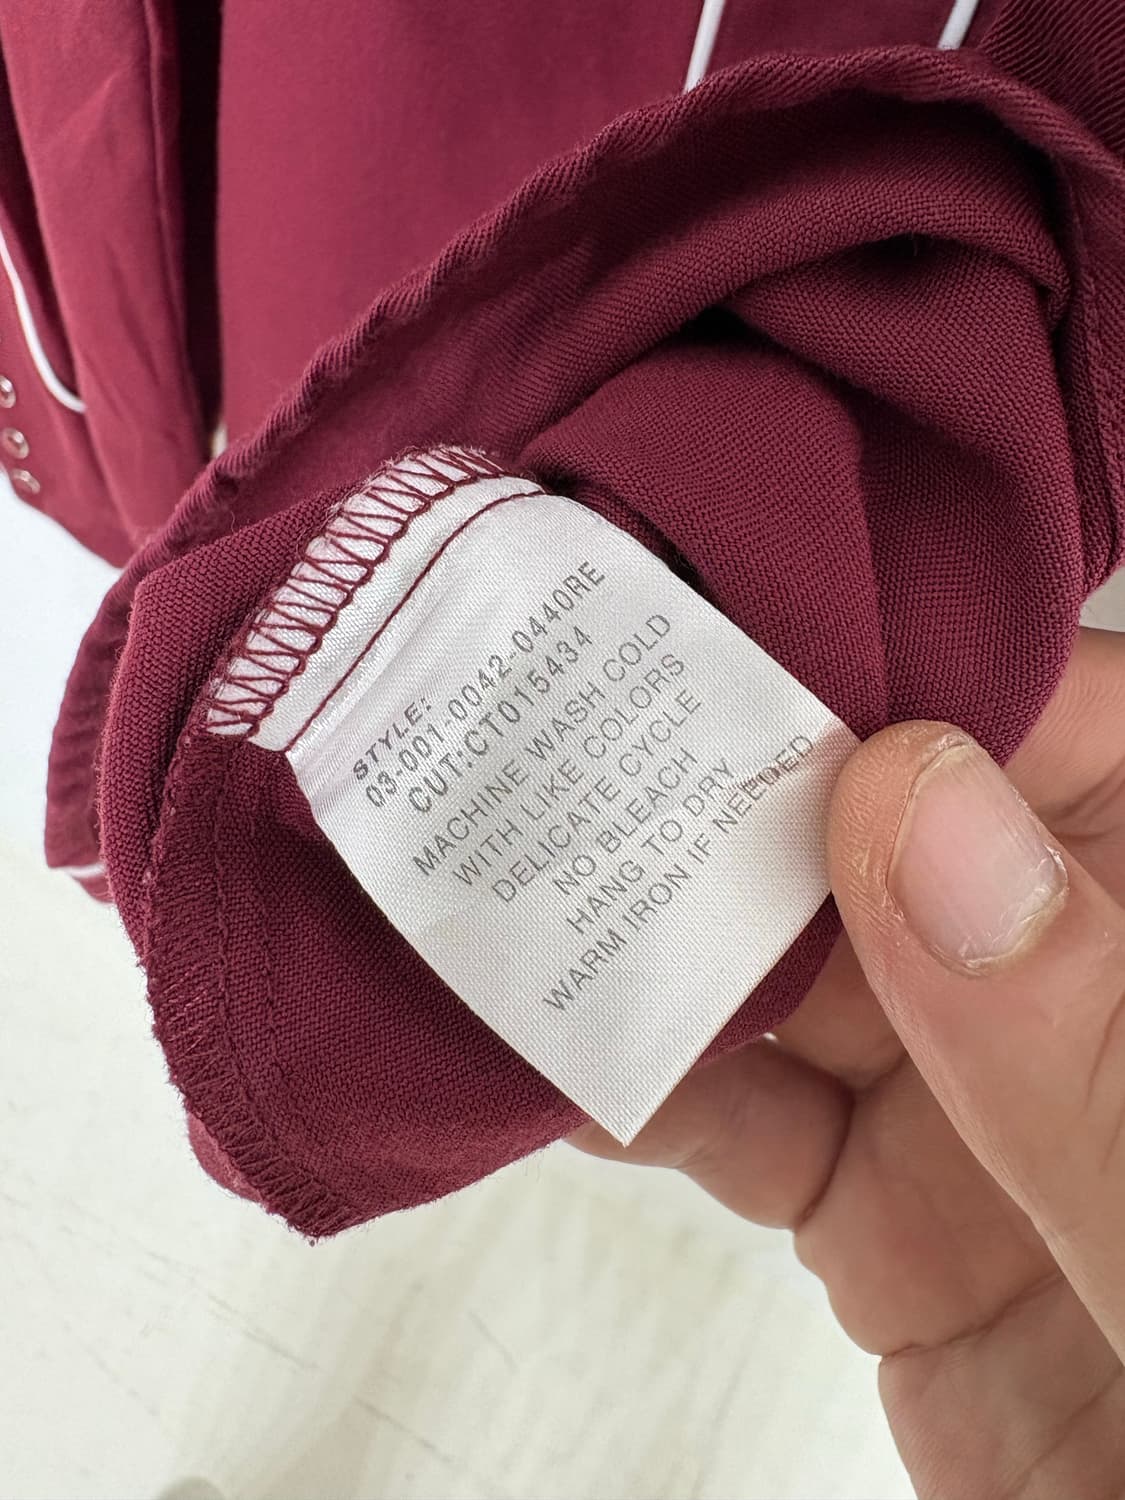 STYLE:
03-001-0042-0440RE
CUT:CT015434
MACHINE WASH COLD
WITH LIKE COLORS
DELICATE CYCLE
NO BLEACH
HANG TO DRY
WARM IRON IF NEEDED